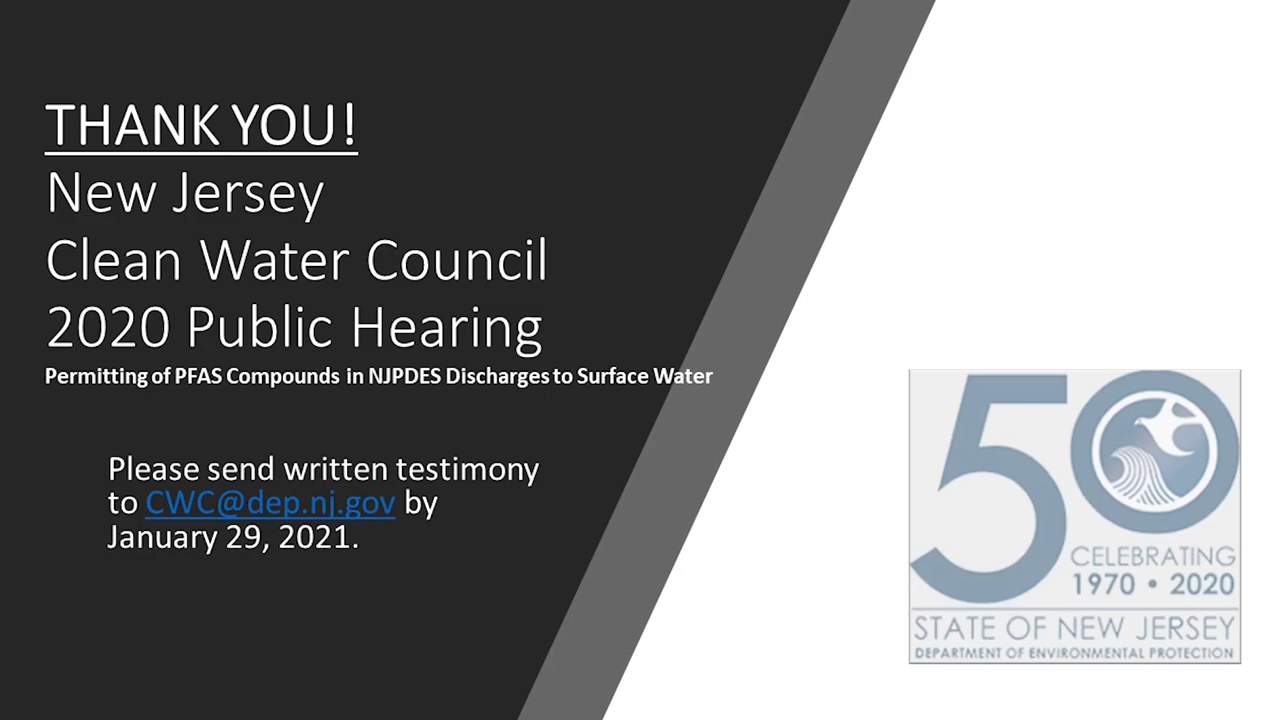 THANK YOU!
New Jersey
Clean Water Council
2020 Public Hearing
Permitting of PFAS Compounds in NJPDES Discharges to Surface Water
Please send written testimony
to CWC@dep.nj.gov by
January 29, 2021.
50
CELEBRATING
1970 • 2020
STATE OF NEW JERSEY
DEPARTMENT OF ENVIRONMENTAL PROTECTION